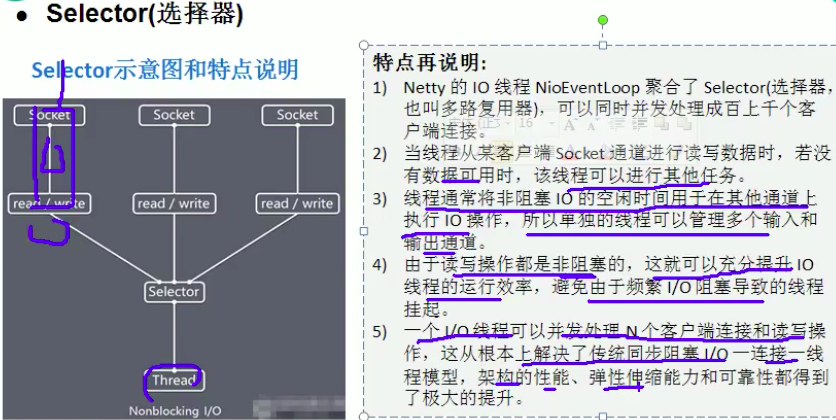 Selector(选择器)
Selector示意图和特点说明
Socket
Socket
Socket
read / write
read / write
read / write
Selector
Thread
Nonblocking I/O
特点再说明:
1) Netty 的 IO 线程 NioEventLoop 聚合了 Selector(选择器,
也叫多路复用器)，可以同时并发处理成百上千个客
户端连接。
2) 当线程从某客户端 Socket 通道进行读写数据时，若没
有数据可用时，该线程可以进行其他任务。
3) 线程通常将非阻塞 IO 的空闲时间用于在其他通道上
执行 IO 操作，所以单独的线程可以管理多个输入和
输出通道。
4) 由于读写操作都是非阻塞的，这就可以充分提升 IO
线程的运行效率，避免由于频繁 I/O 阻塞导致的线程
挂起。
5) 一个 I/O 线程可以并发处理 N 个客户端连接和读写操
作，这从根本上解决了传统同步阻塞 I/O 一连接一线
程模型，架构的性能、弹性伸缩能力和可靠性都得到
了极大的提升。